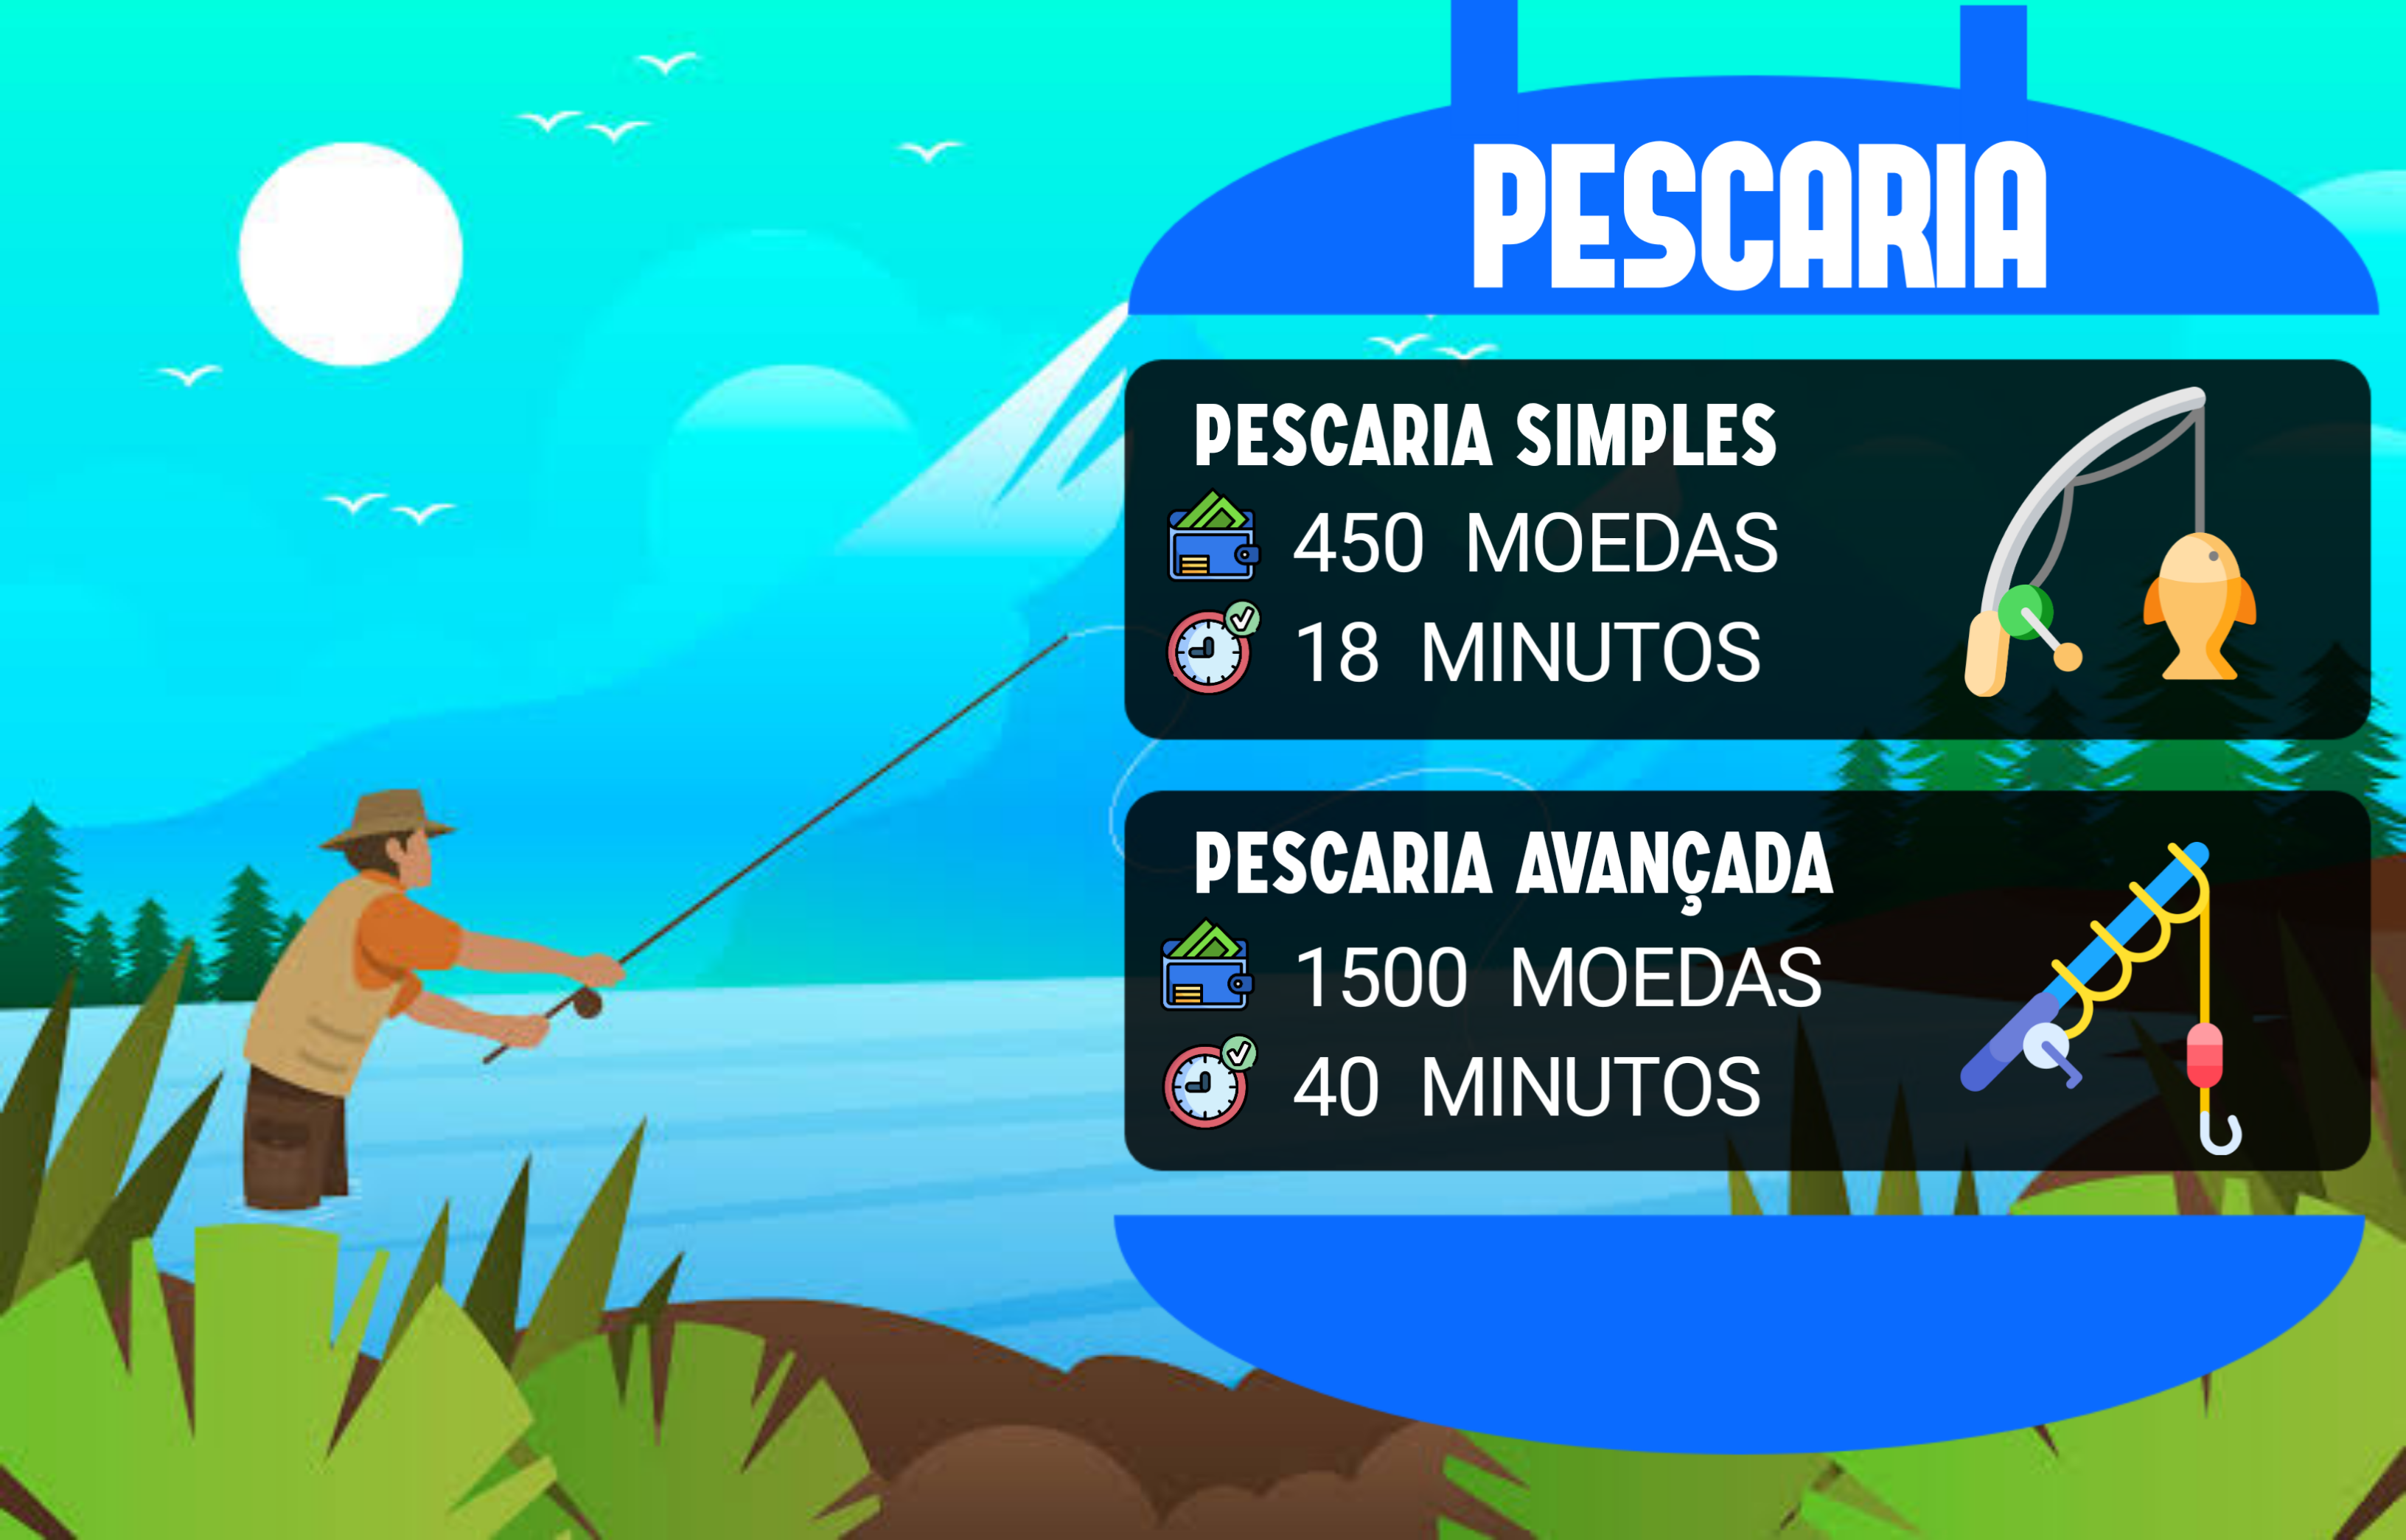 PESCARIA
PESCARIA SIMPLES
450 MOEDAS
18 MINUTOS
PESCARIA AVANÇADA
1500 MOEDAS
40 MINUTOS